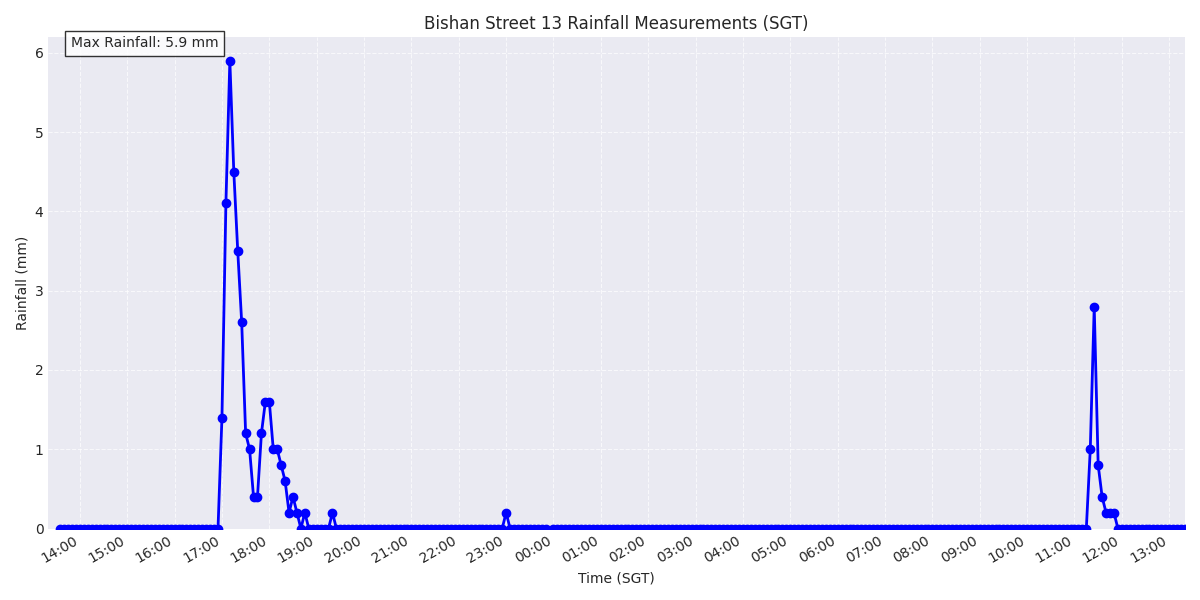 Bishan Street 13 Rainfall Measurements (SGT)
Max Rainfall: 5.9 mm
6
5
4
3
2
1
0
Rainfall (mm)
14:00 15:00 16:00 17:00 18:00 19:00 20:00 21:00 22:00 23:00 00:00 01:00 02:00 03:00 04:00 05:00 06:00 07:00 08:00 09:00 10:00 11:00 12:00 13:00
Time (SGT)